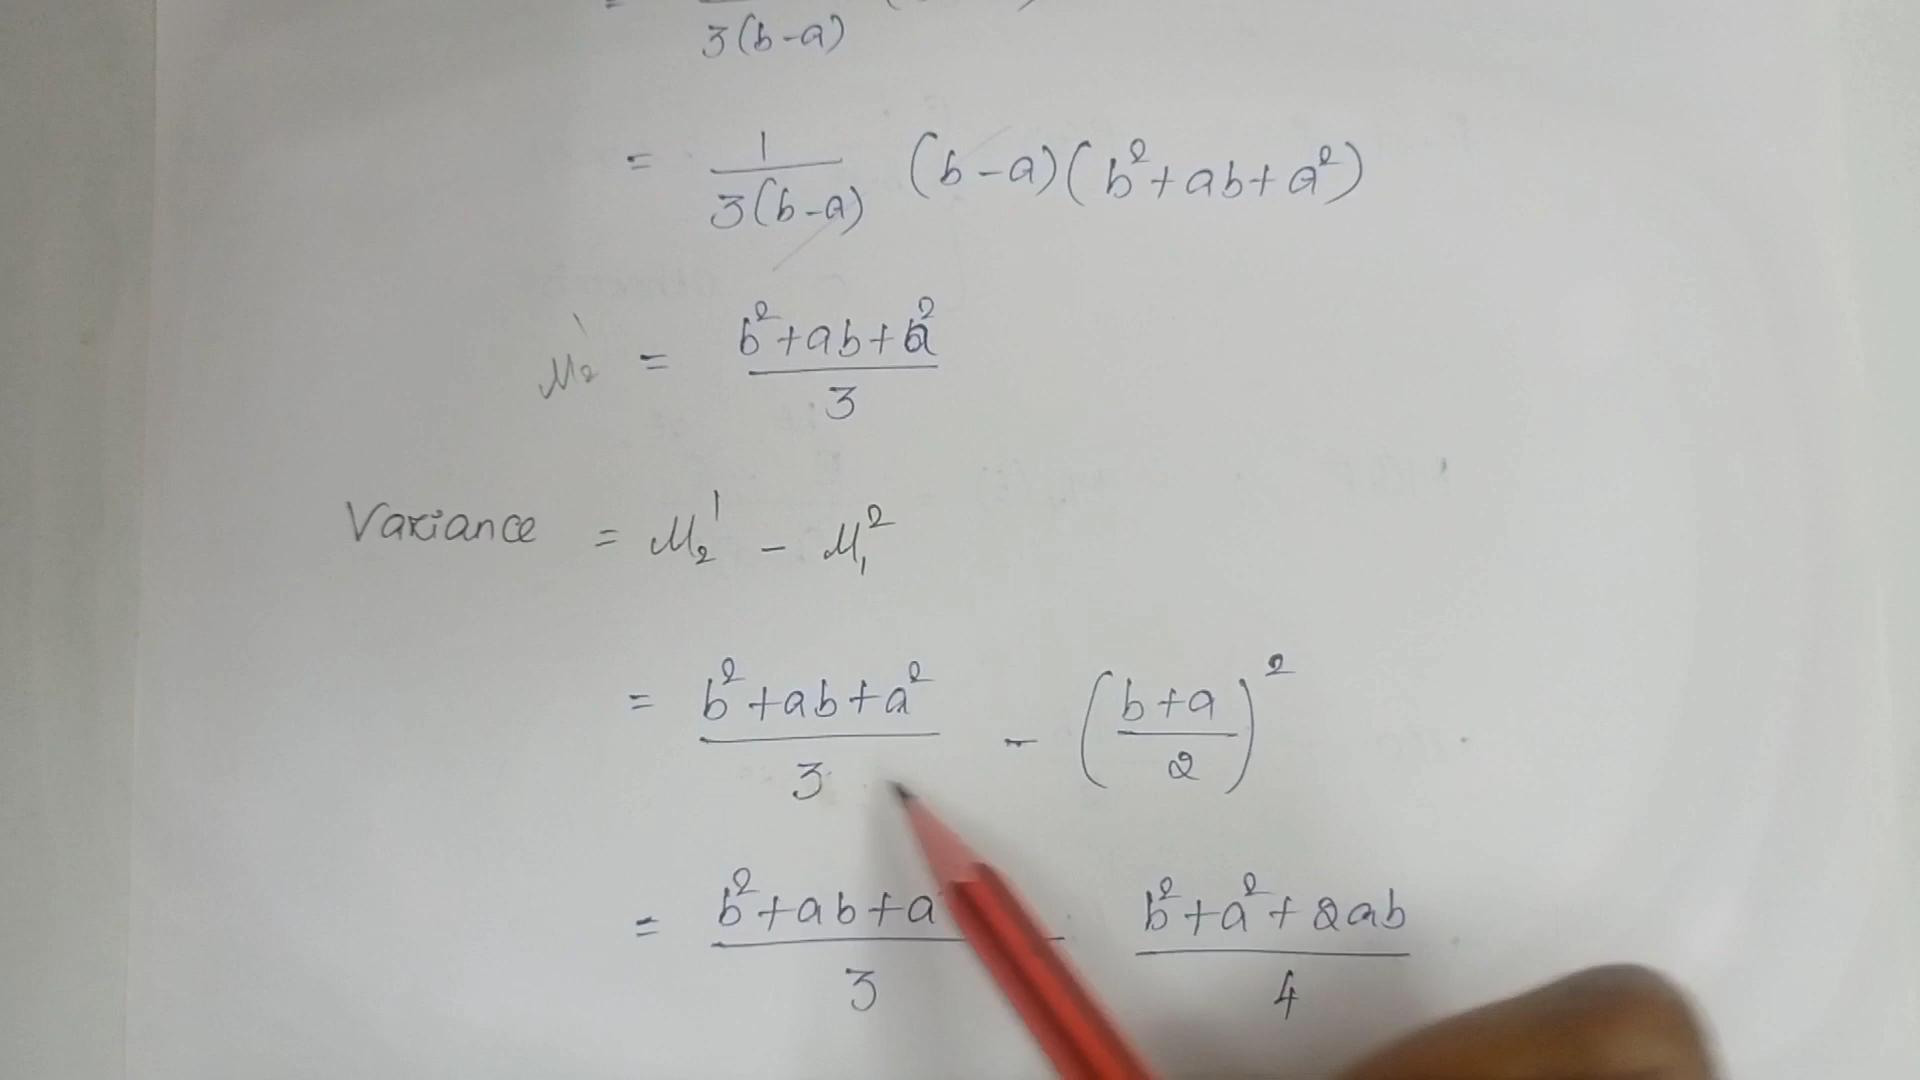 = 3(b-a)
= 1/3(b-a) (b-a)(b²+ab+a²)
μ₂' = b²+ab+a²/3
Variance = μ₂' - μ₁²
= b²+ab+a²/3 - (b+a/2)²
= b²+ab+a/3 - b²+a²+2ab/4